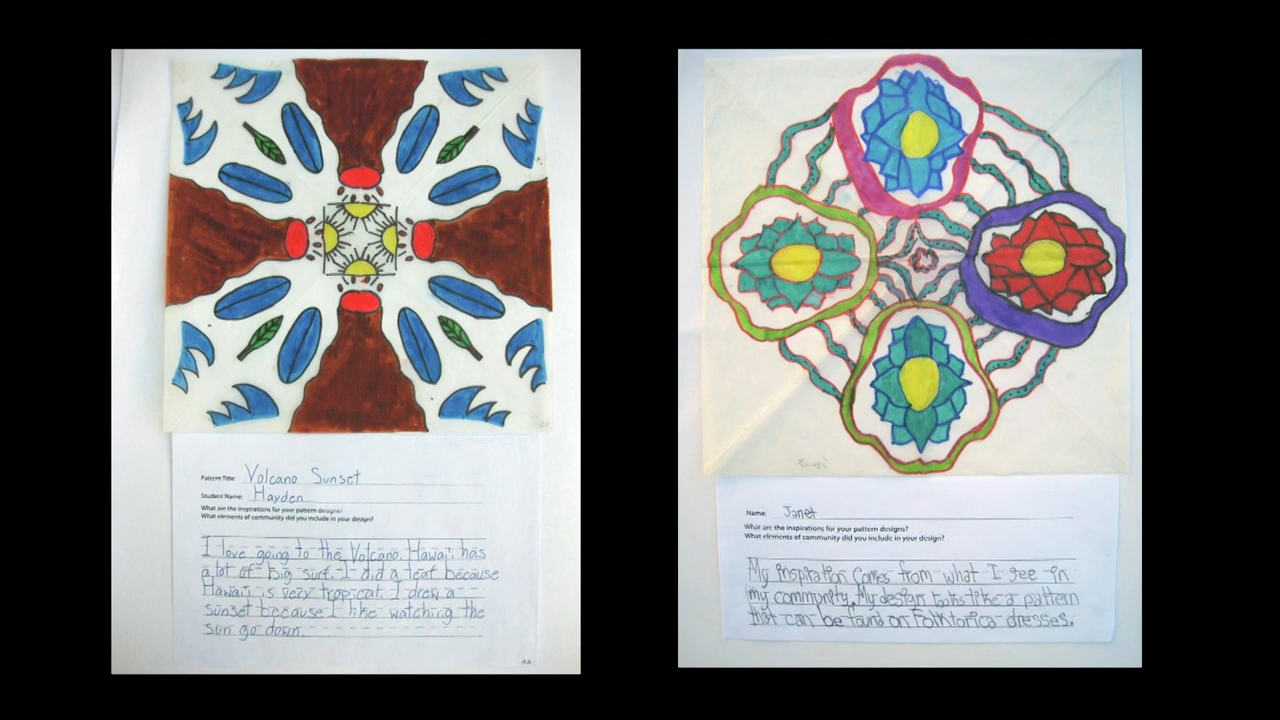 Pattern Title: Volcano Sunset
Student Name: Hayden
What are the inspirations for your pattern designs?
What elements of community did you include in your design?
I love going to the Volcano. Hawaii has
a lot of big surf. I did a leaf because
Hawaii is very tropical. I drew a
sunset because I like watching the
sun go down.
Name: Janet
What are the inspirations for your pattern designs?
What elements of community did you include in your design?
My inspiration comes from what I see in
my community. My design looks like a pattern
that can be found on Folklorica dresses.